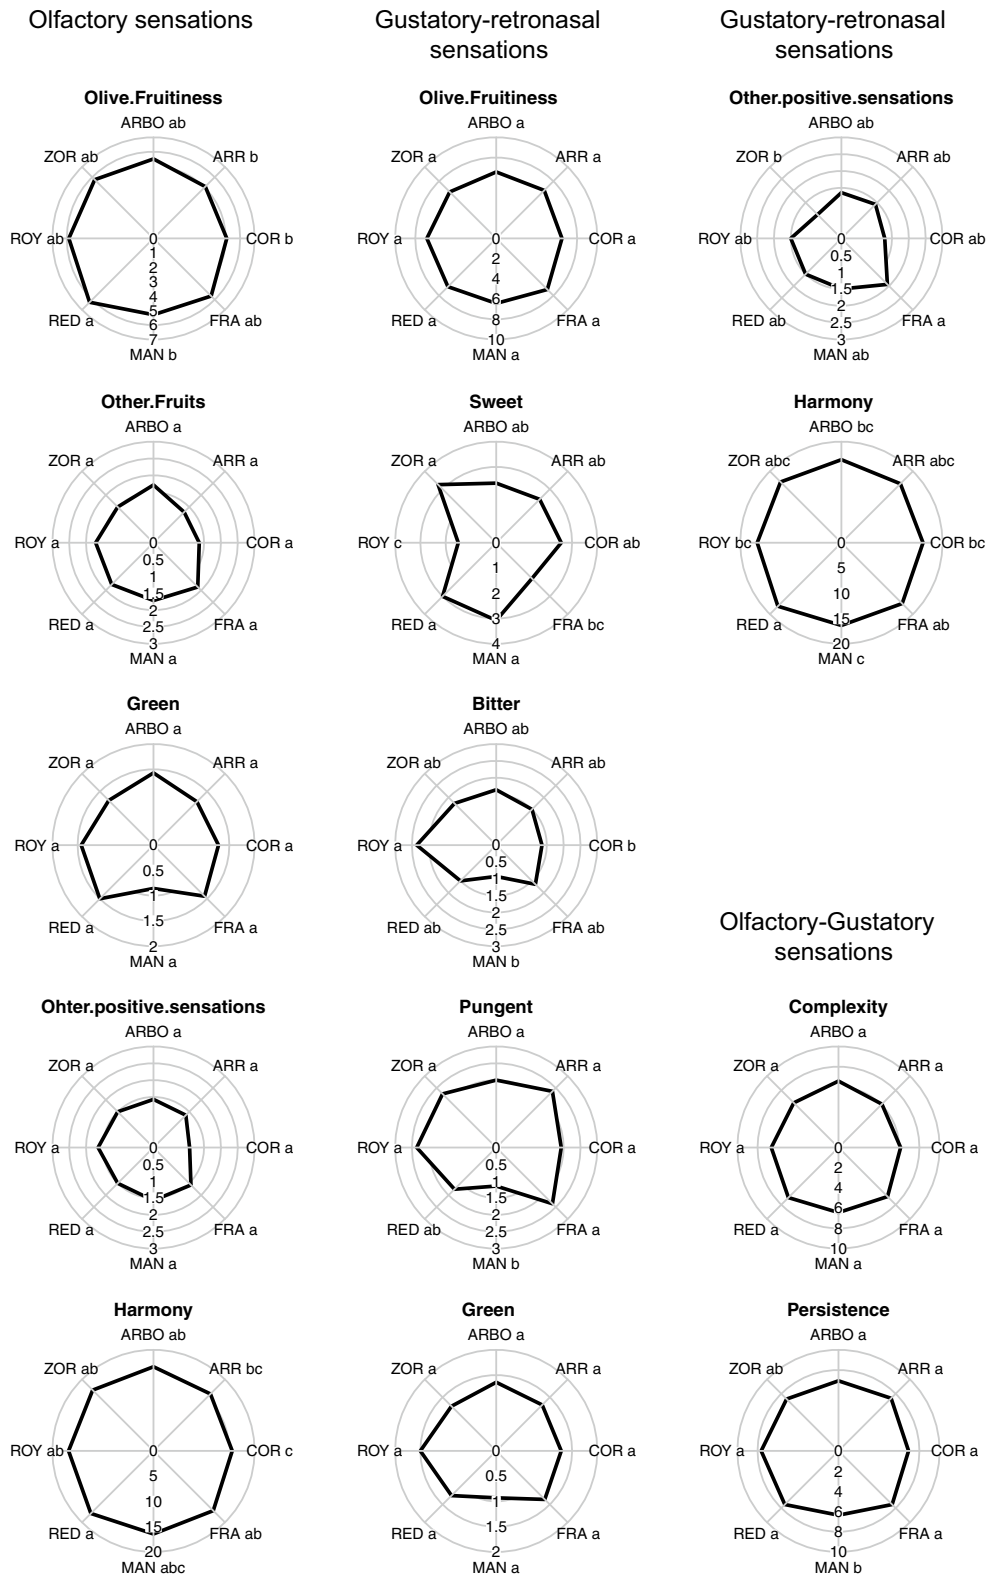 Olfactory sensations
Gustatory-retronasal
sensations
Gustatory-retronasal
sensations
Olive.Fruitiness
ARBO ab
ZOR ab
ARR b
ROY ab
COR b
0
1
2
3
4
5
6
7
RED a
FRA ab
MAN b
Olive.Fruitiness
ARBO a
ZOR a
ARR a
ROY a
COR a
0
2
4
6
8
10
RED a
FRA a
MAN a
Other.positive.sensations
ARBO ab
ZOR b
ARR ab
ROY ab
COR ab
0
0.5
1
1.5
2
2.5
3
RED ab
FRA a
MAN ab
Other.Fruits
ARBO a
ZOR a
ARR a
ROY a
COR a
0
0.5
1
1.5
2
2.5
3
RED a
FRA a
MAN a
Sweet
ARBO ab
ZOR a
ARR ab
ROY c
COR ab
0
1
2
3
4
RED a
FRA bc
MAN a
Harmony
ARBO bc
ZOR abc
ARR abc
ROY bc
COR bc
0
5
10
15
20
RED a
FRA ab
MAN c
Green
ARBO a
ZOR a
ARR a
ROY a
COR a
0
0.5
1
1.5
2
RED a
FRA a
MAN a
Bitter
ARBO ab
ZOR ab
ARR ab
ROY a
COR b
0
0.5
1
1.5
2
2.5
3
RED ab
FRA ab
MAN b
Olfactory-Gustatory
sensations
Ohter.positive.sensations
ARBO a
ZOR a
ARR a
ROY a
COR a
0
0.5
1
1.5
2
2.5
3
RED a
FRA a
MAN a
Pungent
ARBO a
ZOR a
ARR a
ROY a
COR a
0
0.5
1
1.5
2
2.5
3
RED ab
FRA a
MAN b
Complexity
ARBO a
ZOR a
ARR a
ROY a
COR a
0
2
4
6
8
10
RED a
FRA a
MAN a
Harmony
ARBO ab
ZOR ab
ARR bc
ROY ab
COR c
0
5
10
15
20
RED a
FRA ab
MAN abc
Green
ARBO a
ZOR a
ARR a
ROY a
COR a
0
0.5
1
1.5
2
RED a
FRA a
MAN a
Persistence
ARBO a
ZOR ab
ARR a
ROY a
COR a
0
2
4
6
8
10
RED a
FRA a
MAN b